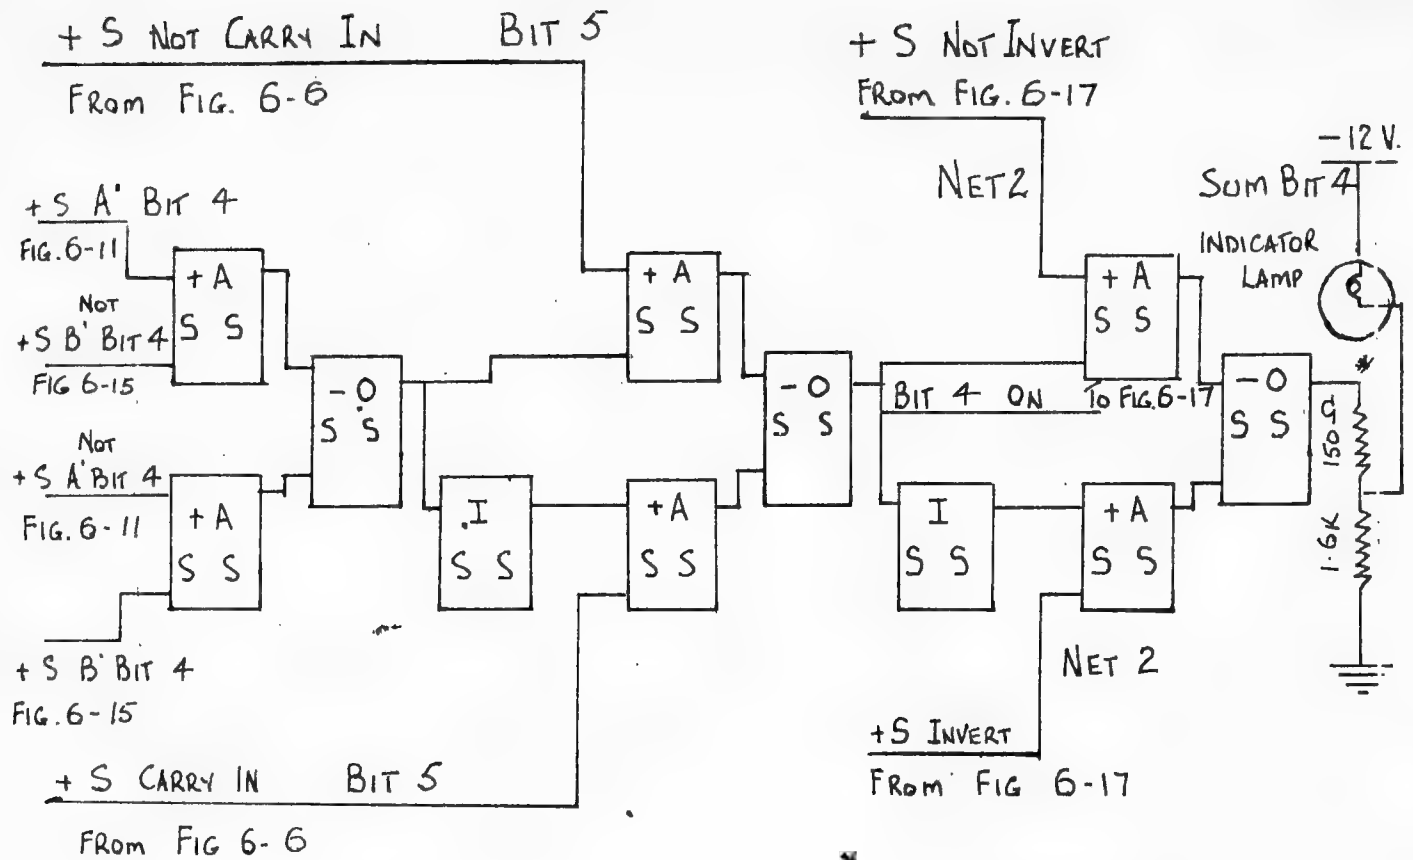 + S NOT CARRY IN BIT 5
FROM FIG. 6-6
+ S NOT INVERT
FROM FIG. 6-17
NET 2
-12 V.
SUM BIT 4
INDICATOR
LAMP
+ S A' BIT 4
FIG. 6-11
+ A
S S
NOT
+ S B' BIT 4
FIG 6-15
- O
S S
NOT
+ S A' BIT 4
FIG. 6-11
+ A
S S
+ S B' BIT 4
FIG. 6-15
I
S S
+ A
S S
+ A
S S
- O
S S
BIT 4 ON TO FIG. 6-17
+ A
S S
I
S S
+ A
S S
- O
S S
*
150Ω
1.6K
NET 2
+ S INVERT
FROM FIG 6-17
+ S CARRY IN BIT 5
FROM FIG 6-6